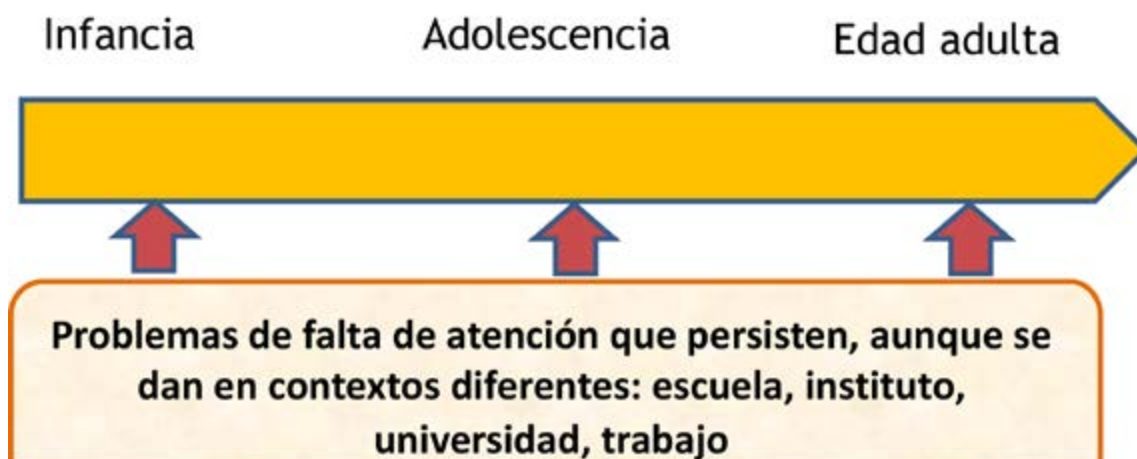 Infancia Adolescencia Edad adulta
Problemas de falta de atención que persisten, aunque se
dan en contextos diferentes: escuela, instituto,
universidad, trabajo